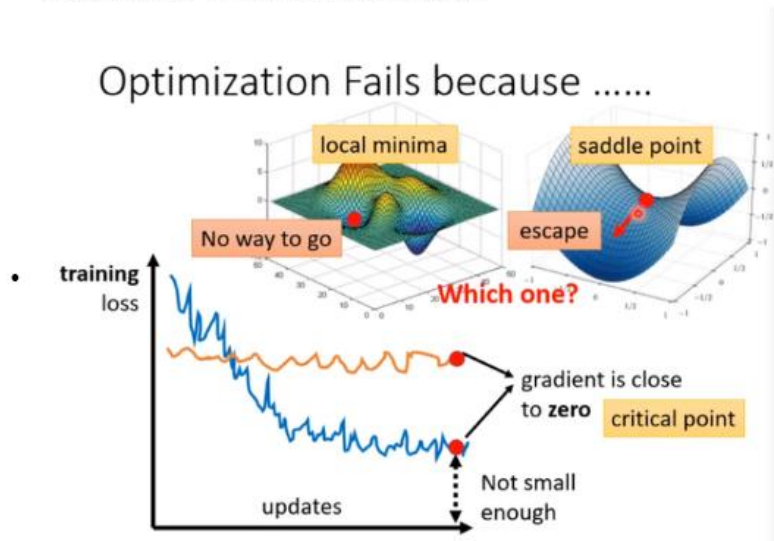 Optimization Fails because ......
local minima
saddle point
No way to go
escape
Which one?
training
loss
gradient is close
to zero
critical point
Not small
enough
updates